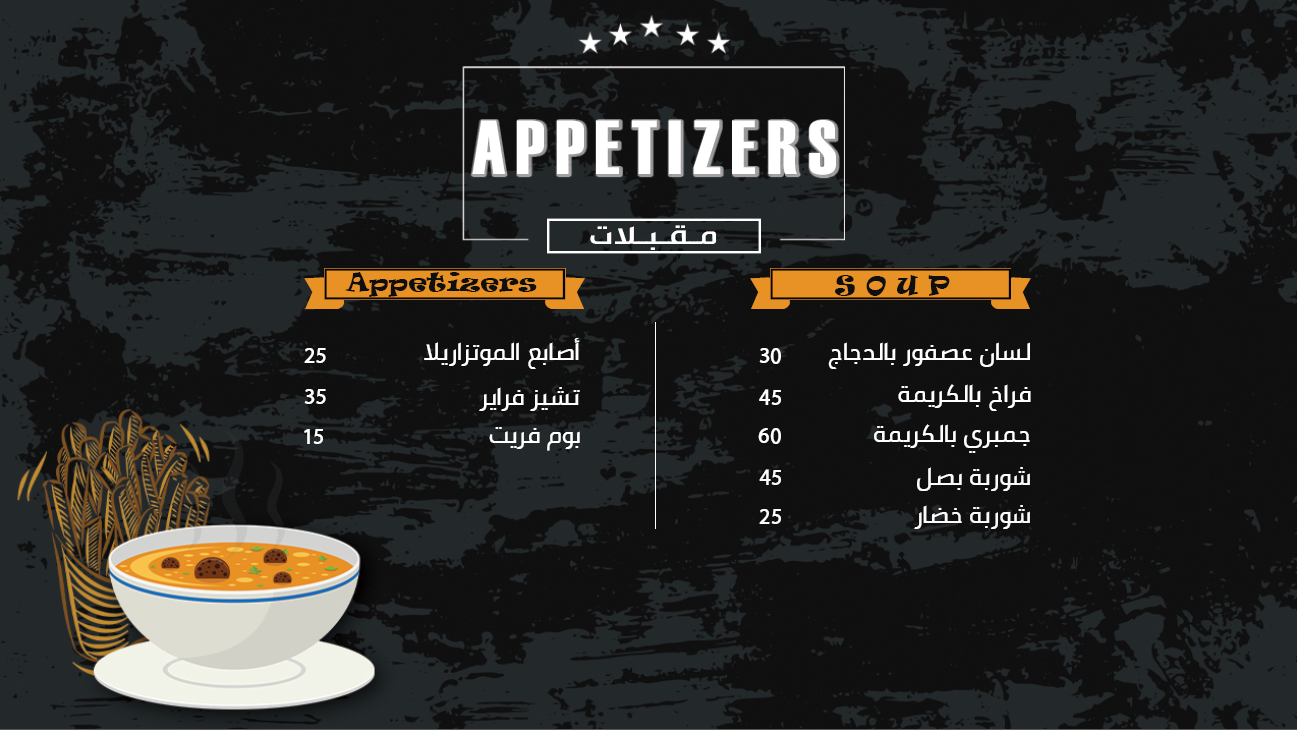 APPETIZERS
مقبلات
Appetizers
أصابع الموتزاريلا 25
تشيز فراير 35
بوم فريت 15
SOUP
لسان عصفور بالدجاج 30
فراخ بالكريمة 45
جمبري بالكريمة 60
شوربة بصل 45
شوربة خضار 25